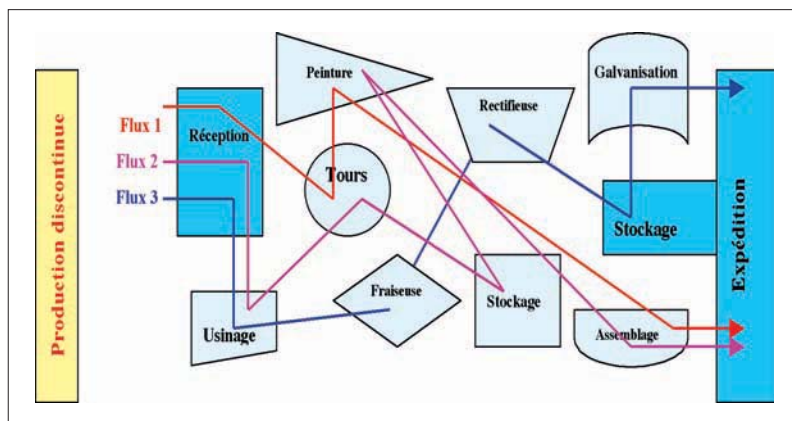 Production discontinue
Flux 1
Flux 2
Flux 3
Réception
Peinture
Tours
Usinage
Fraiseuse
Rectifieuse
Stockage
Galvanisation
Stockage
Assemblage
Expédition